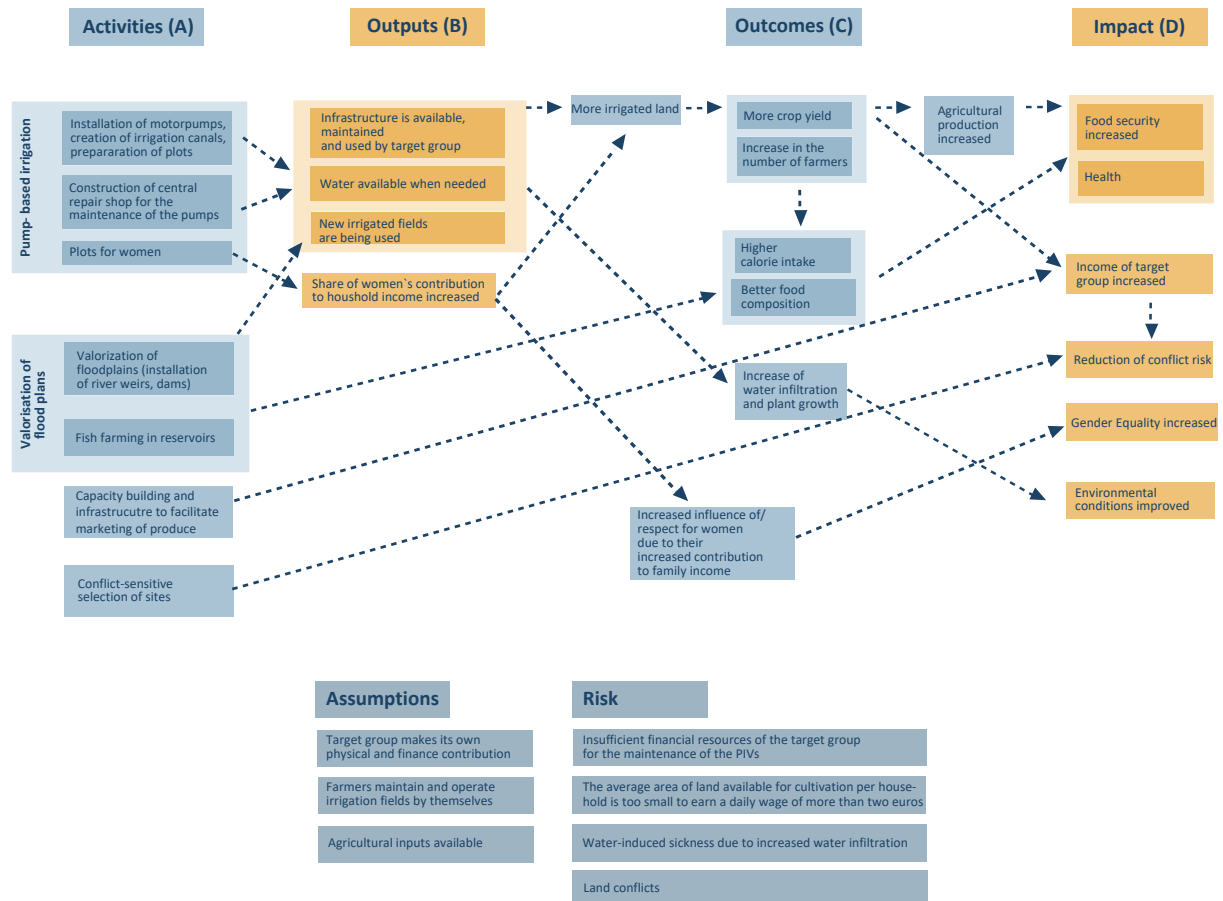 Activities (A)
Outputs (B)
Outcomes (C)
Impact (D)
Pump- based irrigation
Installation of motorpumps,
creation of irrigation canals,
prepararation of plots
Construction of central
repair shop for the
maintenance of the pumps
Plots for women
Valorisation of
flood plans
Valorization of
floodplains (installation
of river weirs, dams)
Fish farming in reservoirs
Capacity building and
infrastrucutre to facilitate
marketing of produce
Conflict-sensitive
selection of sites
Infrastructure is available,
maintained
and used by target group
Water available when needed
New irrigated fields
are being used
Share of women`s contribution
to houshold income increased
More irrigated land
More crop yield
Increase in the
number of farmers
Higher
calorie intake
Better food
composition
Increase of
water infiltration
and plant growth
Increased influence of/
respect for women
due to their
increased contribution
to family income
Agricultural
production
increased
Food security
increased
Health
Income of target
group increased
Reduction of conflict risk
Gender Equality increased
Environmental
conditions improved
Assumptions
Target group makes its own
physical and finance contribution
Farmers maintain and operate
irrigation fields by themselves
Agricultural inputs available
Risk
Insufficient financial resources of the target group
for the maintenance of the PIVs
The average area of land available for cultivation per house-
hold is too small to earn a daily wage of more than two euros
Water-induced sickness due to increased water infiltration
Land conflicts